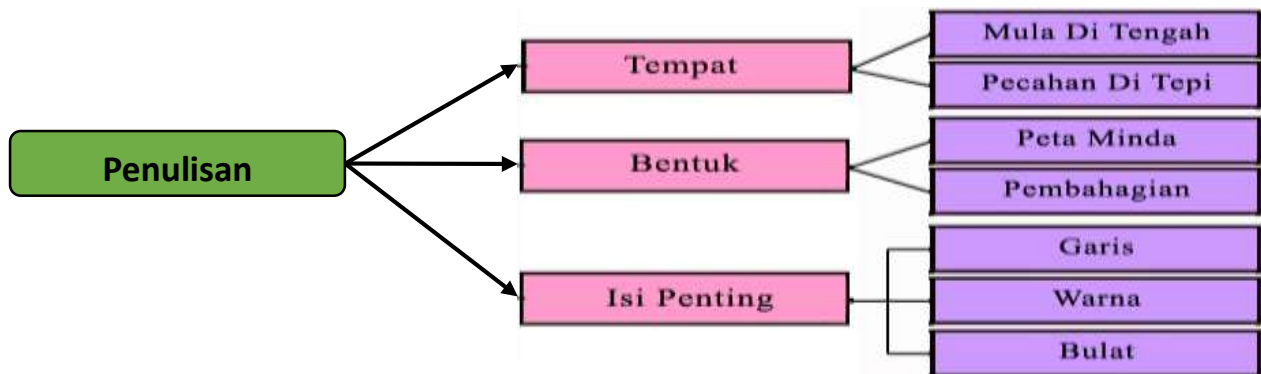 Penulisan
Tempat
Mula Di Tengah
Pecahan Di Tepi
Bentuk
Peta Minda
Pembahagian
Isi Penting
Garis
Warna
Bulat